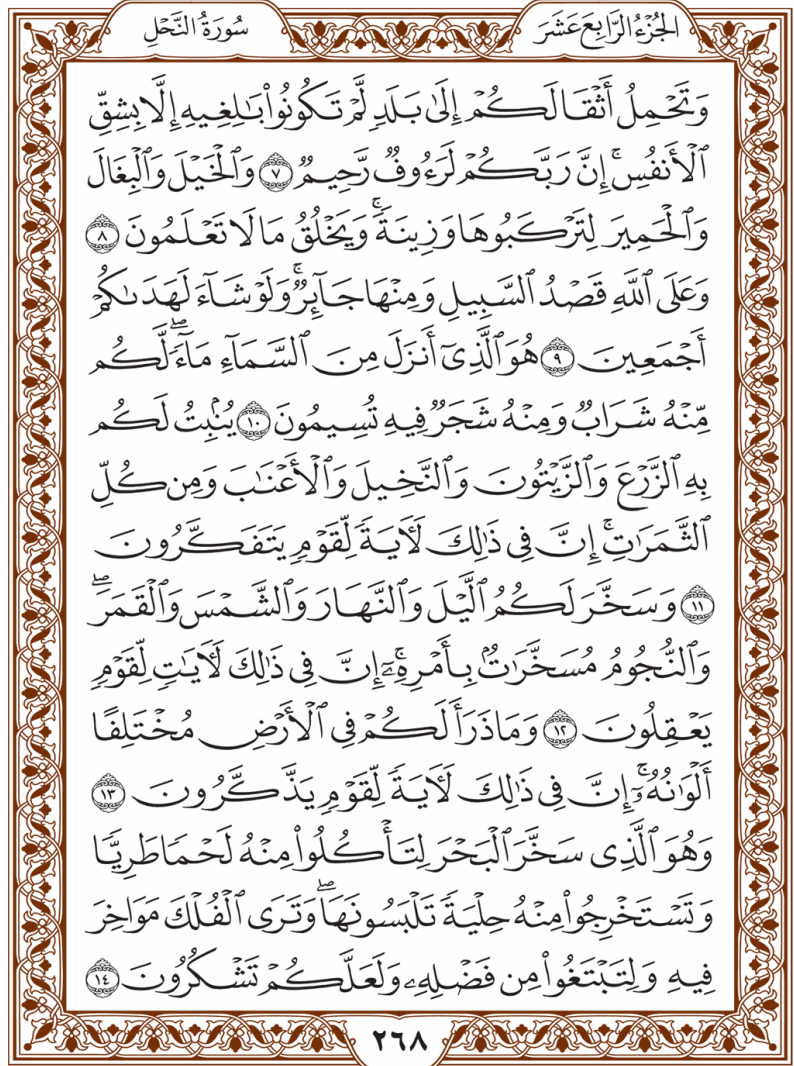 الجُزْءُ الرَّابِعَ عَشَرَ
سُورَةُ النَّحْلِ
وَتَحْمِلُ أَثْقَالَكُمْ إِلَىٰ بَلَدٍ لَّمْ تَكُونُوا۟ بَـٰلِغِيهِ إِلَّا بِشِقِّ
ٱلْأَنفُسِ ۚ إِنَّ رَبَّكُمْ لَرَءُوفٌ رَّحِيمٌ ٧ وَٱلْخَيْلَ وَٱلْبِغَالَ
وَٱلْحَمِيرَ لِتَرْكَبُوهَا وَزِينَةً ۚ وَيَخْلُقُ مَا لَا تَعْلَمُونَ ٨
وَعَلَى ٱللَّهِ قَصْدُ ٱلسَّبِيلِ وَمِنْهَا جَآئِرٌ ۚ وَلَوْ شَآءَ لَهَدَىٰكُمْ
أَجْمَعِينَ ٩ هُوَ ٱلَّذِىٓ أَنزَلَ مِنَ ٱلسَّمَآءِ مَآءً ۖ لَّكُم
مِّنْهُ شَرَابٌ وَمِنْهُ شَجَرٌ فِيهِ تُسِيمُونَ ١٠ يُنۢبِتُ لَكُم
بِهِ ٱلزَّرْعَ وَٱلزَّيْتُونَ وَٱلنَّخِيلَ وَٱلْأَعْنَـٰبَ وَمِن كُلِّ
ٱلثَّمَرَٰتِ ۗ إِنَّ فِى ذَٰلِكَ لَـَٔايَةً لِّقَوْمٍ يَتَفَكَّرُونَ
١١ وَسَخَّرَ لَكُمُ ٱلَّيْلَ وَٱلنَّهَارَ وَٱلشَّمْسَ وَٱلْقَمَرَ ۖ
وَٱلنُّجُومُ مُسَخَّرَٰتٌۢ بِأَمْرِهِۦٓ ۗ إِنَّ فِى ذَٰلِكَ لَـَٔايَـٰتٍ لِّقَوْمٍ
يَعْقِلُونَ ١٢ وَمَا ذَرَأَ لَكُمْ فِى ٱلْأَرْضِ مُخْتَلِفًا
أَلْوَٰنُهُۥٓ ۗ إِنَّ فِى ذَٰلِكَ لَـَٔايَةً لِّقَوْمٍ يَذَّكَّرُونَ ١٣
وَهُوَ ٱلَّذِى سَخَّرَ ٱلْبَحْرَ لِتَأْكُلُوا۟ مِنْهُ لَحْمًا طَرِيًّا
وَتَسْتَخْرِجُوا۟ مِنْهُ حِلْيَةً تَلْبَسُونَهَا ۖ وَتَرَى ٱلْفُلْكَ مَوَاخِرَ
فِيهِ وَلِتَبْتَغُوا۟ مِن فَضْلِهِۦ وَلَعَلَّكُمْ تَشْكُرُونَ ١٤
٢٦٨